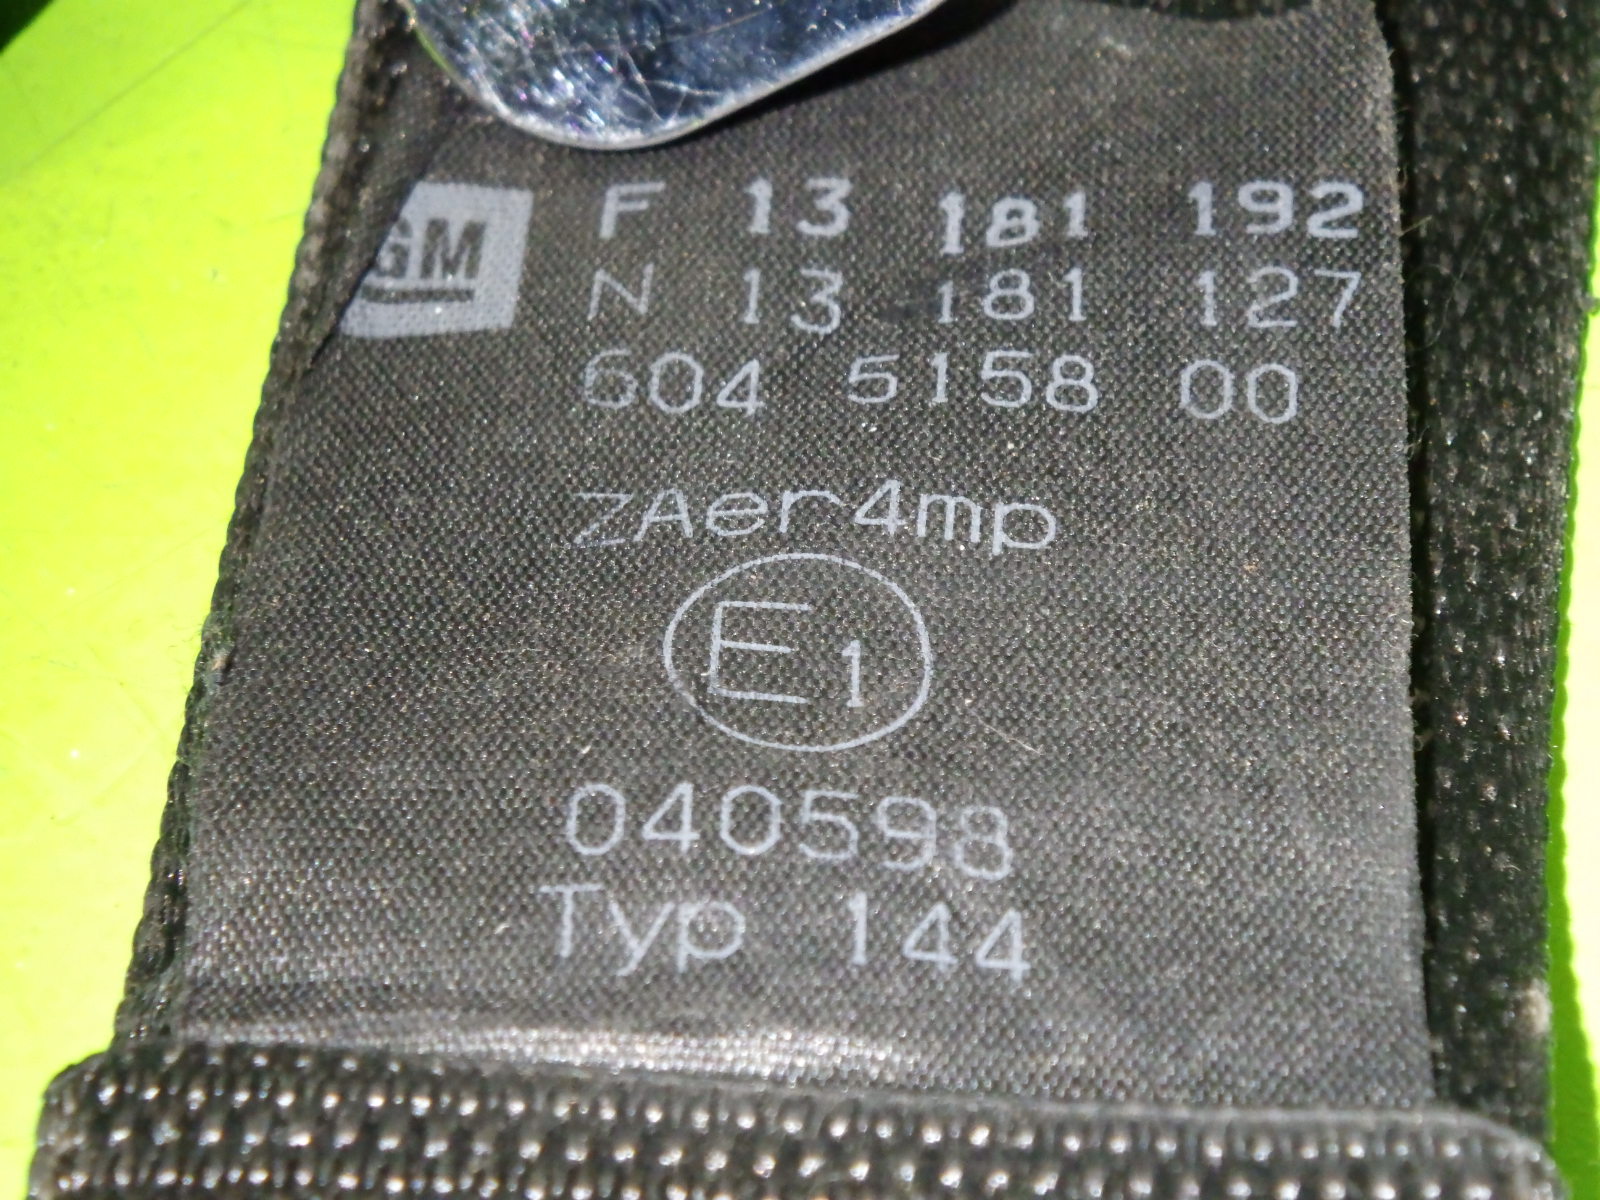 GM
F 13 181 192
N 13 181 127
604 5158 00
ZAer4mp
E1
040598
Typ 144